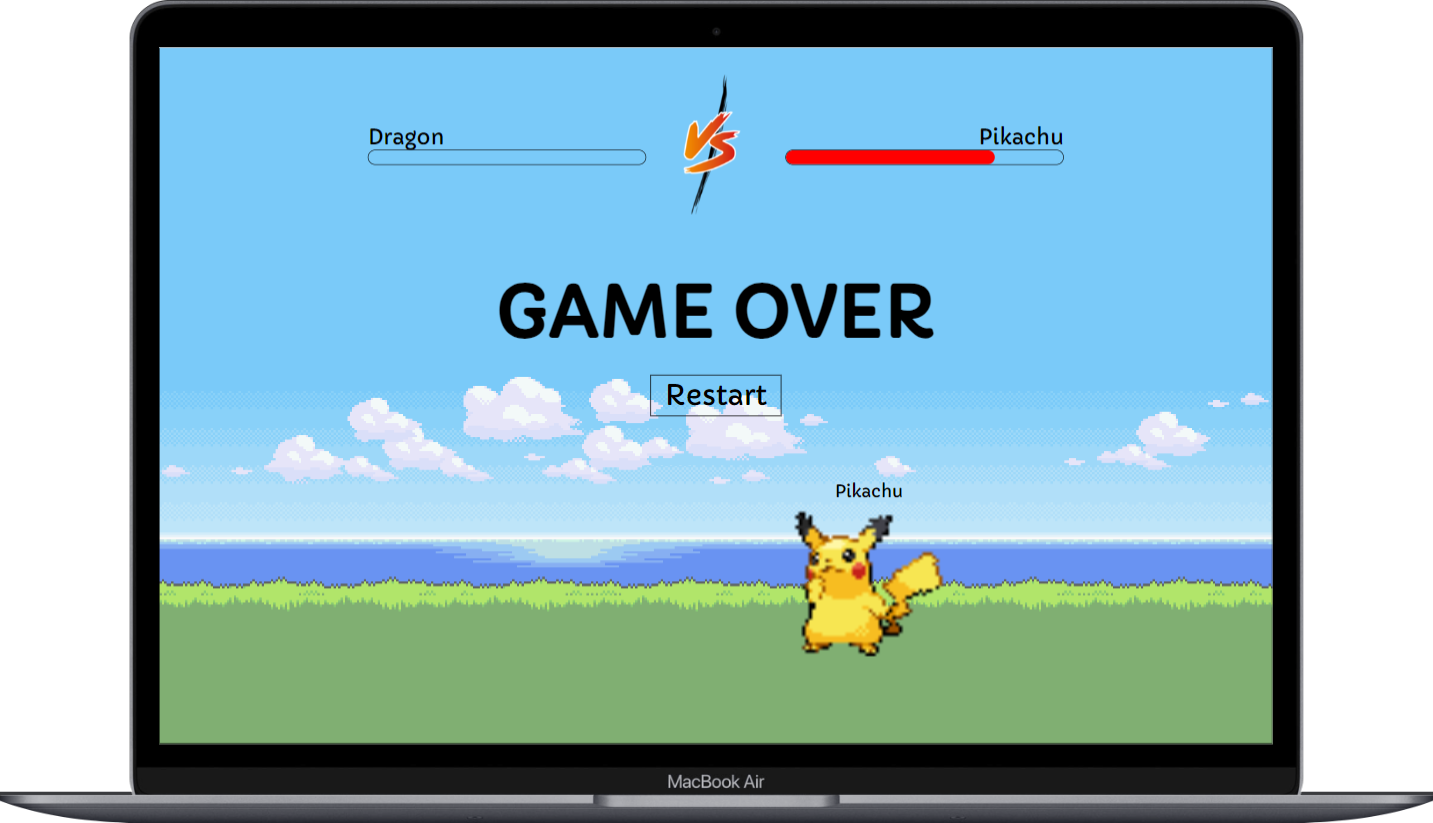 Dragon
VS
Pikachu
GAME OVER
Restart
Pikachu
MacBook Air